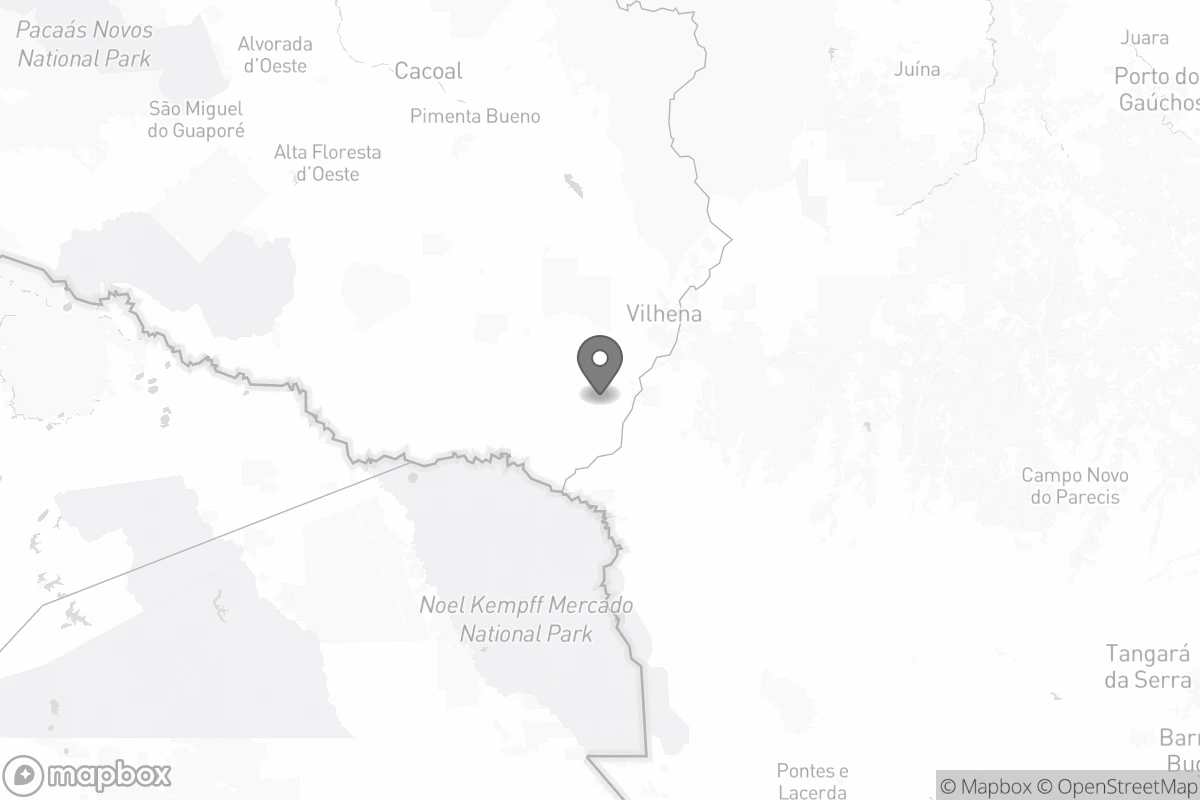 Pacaás Novos
National Park
Alvorada
d'Oeste
Cacoal
Juína
Juara
Porto do
Gaúchos
São Miguel
do Guaporé
Pimenta Bueno
Alta Floresta
d'Oeste
Vilhena
Campo Novo
do Parecis
Noel Kempff Mercado
National Park
Tangará
da Serra
Barr
Bug
Pontes e
Lacerda
mapbox
© Mapbox © OpenStreetMap